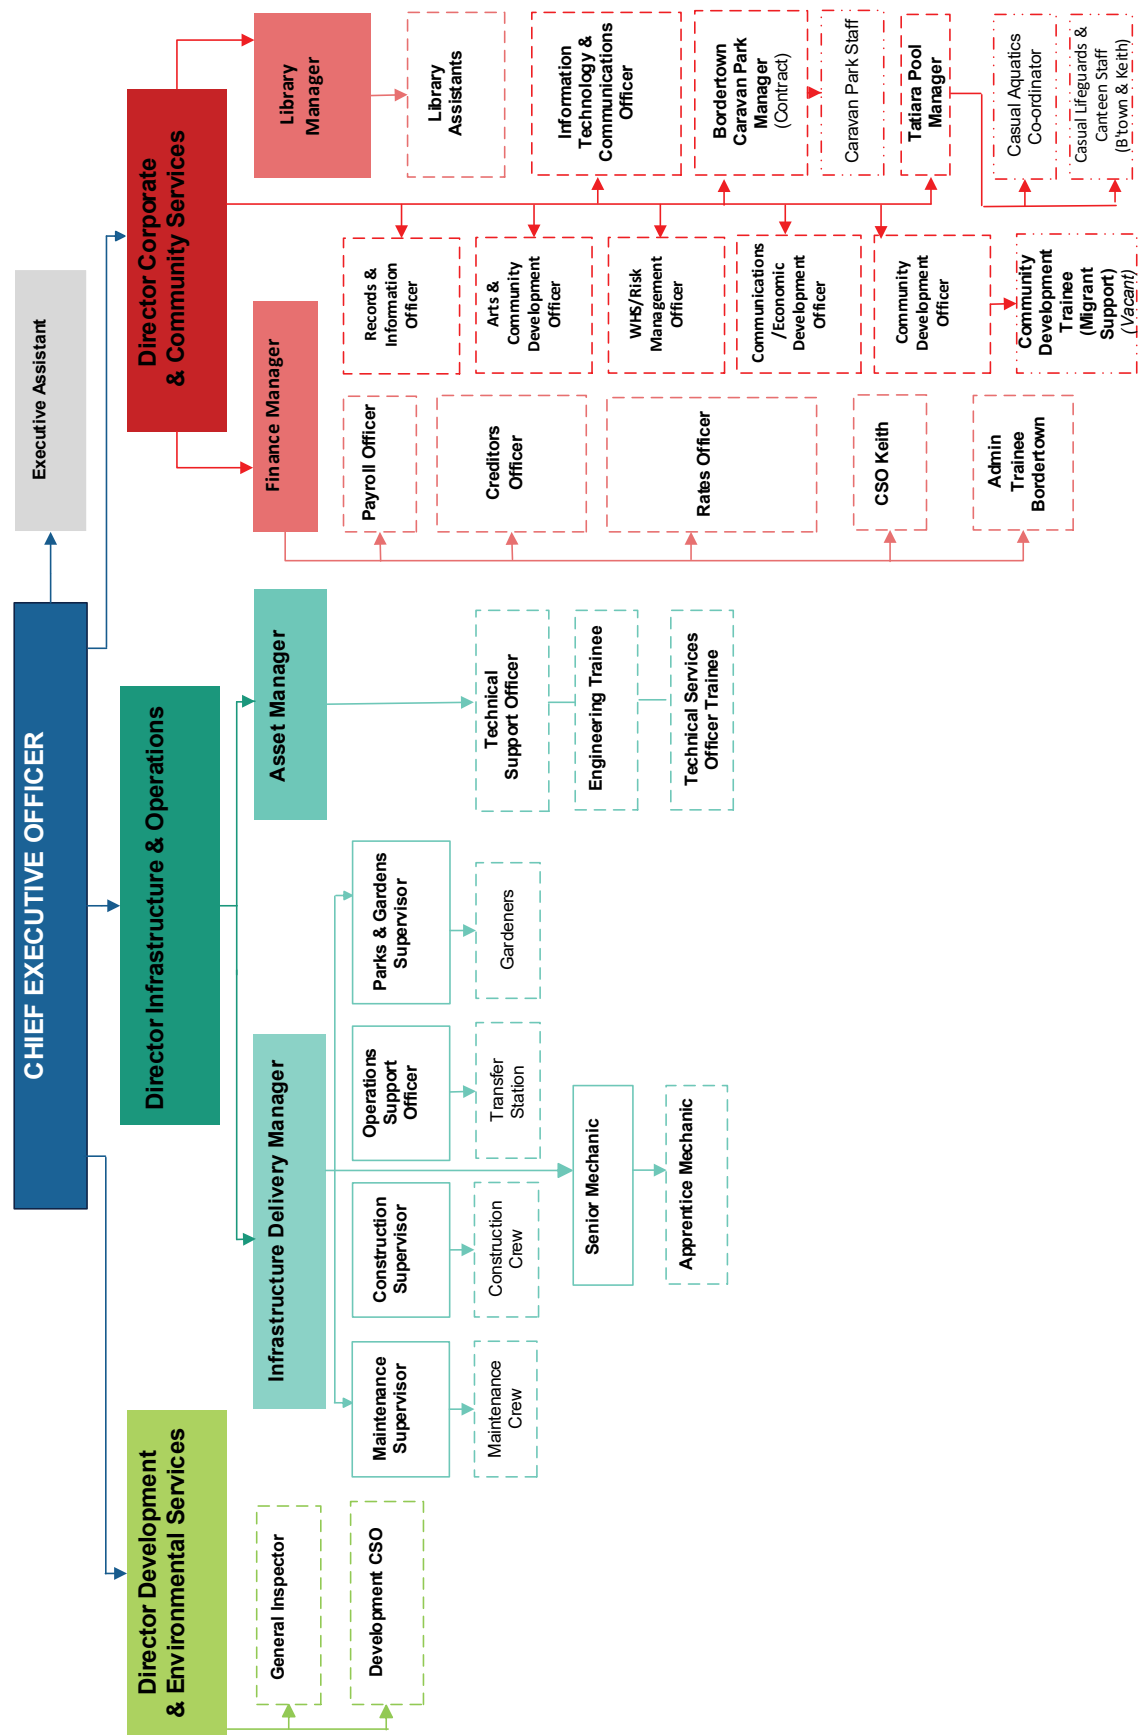 CHIEF EXECUTIVE OFFICER
Executive Assistant
Director Development
& Environmental Services
General Inspector
Development CSO
Director Infrastructure & Operations
Infrastructure Delivery Manager
Maintenance
Supervisor
Maintenance
Crew
Construction
Supervisor
Construction
Crew
Operations
Support
Officer
Transfer
Station
Parks & Gardens
Supervisor
Gardeners
Senior Mechanic
Apprentice Mechanic
Asset Manager
Technical
Support Officer
Engineering Trainee
Technical Services
Officer Trainee
Director Corporate
& Community Services
Finance Manager
Payroll Officer
Creditors
Officer
Rates Officer
CSO Keith
Admin
Trainee
Bordertown
Records &
Information
Officer
Arts &
Community
Development
Officer
WHS/Risk
Management
Officer
Communications
/Economic
Development
Officer
Community
Development
Officer
Community
Development
Trainee
(Migrant
Support)
(Vacant)
Library
Manager
Library
Assistants
Information
Technology &
Communications
Officer
Bordertown
Caravan Park
Manager
(Contract)
Caravan Park Staff
Tatiara Pool
Manager
Casual Aquatics
Co-ordinator
Casual Lifeguards &
Canteen Staff
(B'town & Keith)